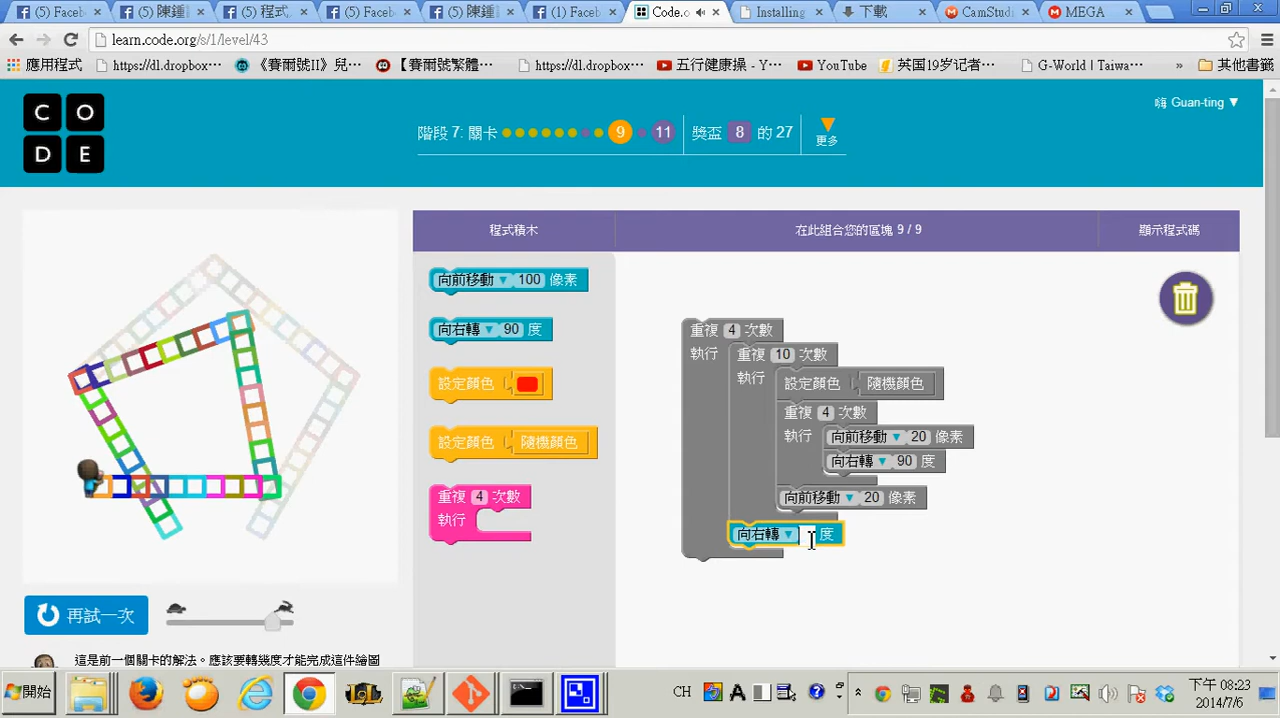 (5) Faceb
(5) 陳鍾
(5) 程式
(5) Faceb
(5) 陳鍾
(1) Faceb
Code.o
Installing
下載
CamStudi
MEGA
learn.code.org/s/1/level/43
應用程式
https://dl.dropbox…
《賽爾號II》兒…
【賽爾號繁體…
https://dl.dropbox…
五行健康操 - Y…
YouTube
英国19岁记者…
G-World | Taiwa…
»
其他書籤
C O
D E
階段 7: 關卡
9
11
獎盃 8 的 27
更多
嗨 Guan-ting ▼
程式積木
在此組合您的區塊 9 / 9
顯示程式碼
向前移動 100 像素
向右轉 90 度
設定顏色
設定顏色 隨機顏色
重複 4 次數
執行
重複 4 次數
執行
重複 10 次數
執行
設定顏色 隨機顏色
重複 4 次數
執行
向前移動 20 像素
向右轉 90 度
向前移動 20 像素
向右轉 度
再試一次
這是前一個關卡的解法。應該要轉幾度才能完成這件繪圖
開始
CH
下午 08:23
2014/7/6